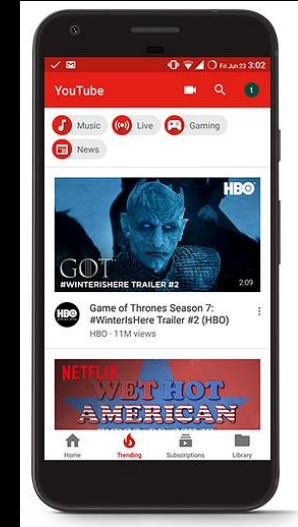 Fri Jun 23 3:02
YouTube
t
Music
Live
Gaming
News
HBO
GOT
#WINTERISHERE TRAILER #2
2:09
HBO
Game of Thrones Season 7:
#WinterIsHere Trailer #2 (HBO)
HBO · 11M views
NETFLIX
WET HOT
AMERICAN
Home
Trending
Subscriptions
Library